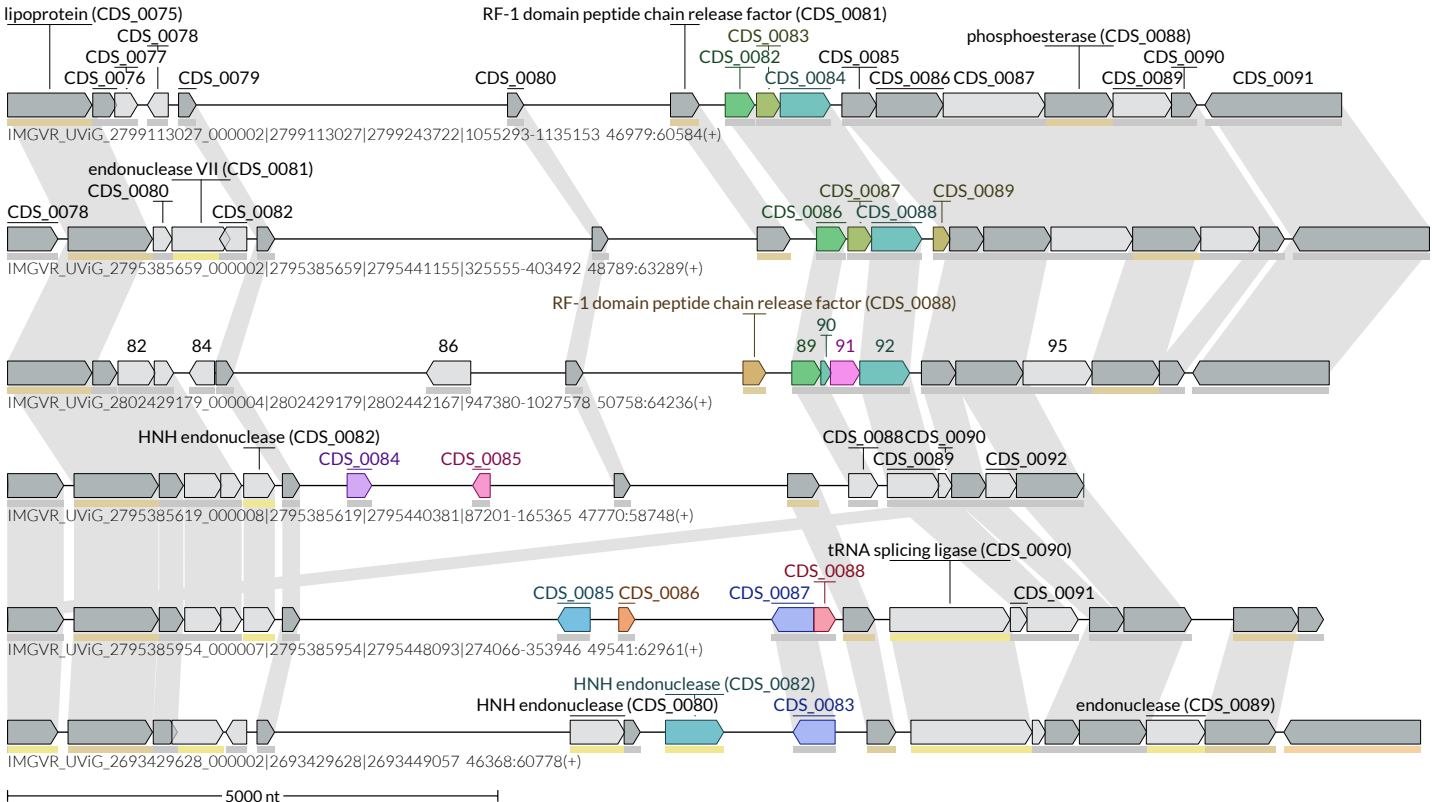 lipoprotein (CDS_0075) RF-1 domain peptide chain release factor (CDS_0081)
CDS_0078 CDS_0083 phosphoesterase (CDS_0088)
CDS_0077 CDS_0082 CDS_0085 CDS_0090
CDS_0076 CDS_0079 CDS_0080 CDS_0084 CDS_0086 CDS_0087 CDS_0089 CDS_0091
IMGVR_UViG_2799113027_000002|2799113027|2799243722|1055293-1135153 46979:60584(+)
endonuclease VII (CDS_0081)
CDS_0080 CDS_0087 CDS_0089
CDS_0078 CDS_0082 CDS_0086 CDS_0088
IMGVR_UViG_2795385659_000002|2795385659|2795441155|325555-403492 48789:63289(+)
RF-1 domain peptide chain release factor (CDS_0088)
90
82 84 86 89 91 92 95
IMGVR_UViG_2802429179_000004|2802429179|2802442167|947380-1027578 50758:64236(+)
HNH endonuclease (CDS_0082) CDS_0088 CDS_0090
CDS_0084 CDS_0085 CDS_0089 CDS_0092
IMGVR_UViG_2795385619_000008|2795385619|2795440381|87201-165365 47770:58748(+)
tRNA splicing ligase (CDS_0090)
CDS_0088
CDS_0085 CDS_0086 CDS_0087 CDS_0091
IMGVR_UViG_2795385954_000007|2795385954|2795448093|274066-353946 49541:62961(+)
HNH endonuclease (CDS_0082)
HNH endonuclease (CDS_0080) CDS_0083 endonuclease (CDS_0089)
IMGVR_UViG_2693429628_000002|2693429628|2693449057 46368:60778(+)
5000 nt